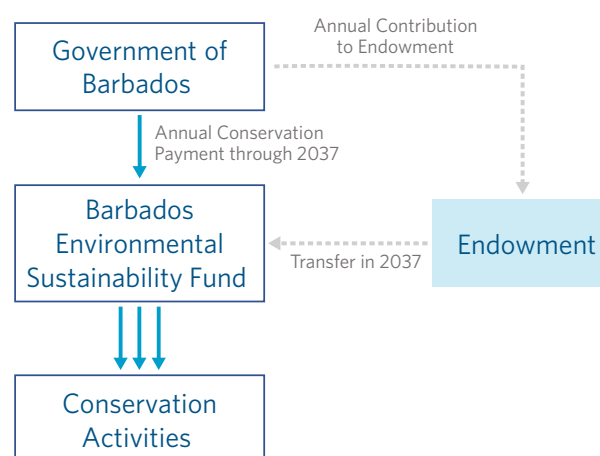 Government of
Barbados
Annual Contribution
to Endowment
Annual Conservation
Payment through 2037
Barbados
Environmental
Sustainability Fund
Transfer in 2037
Endowment
Conservation
Activities